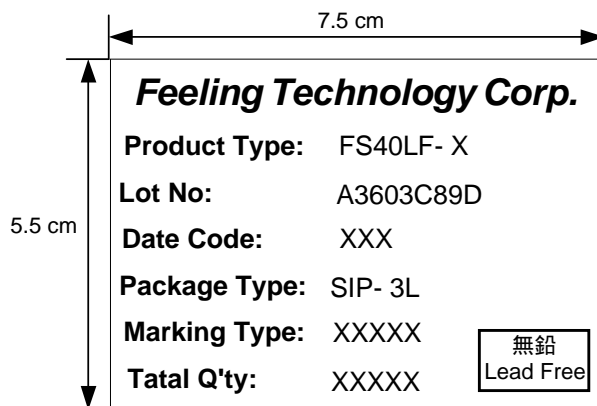 7.5 cm
Feeling Technology Corp.
Product Type: FS40LF- X
Lot No: A3603C89D
5.5 cm
Date Code: XXX
Package Type: SIP- 3L
Marking Type: XXXXX
無鉛
Lead Free
Tatal Q'ty: XXXXX